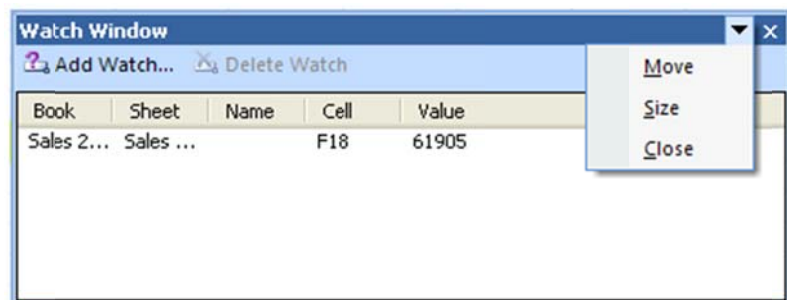 Watch Window
Add Watch... Delete Watch
Move
Size
Close
Book Sheet Name Cell Value
Sales 2... Sales ... F18 61905